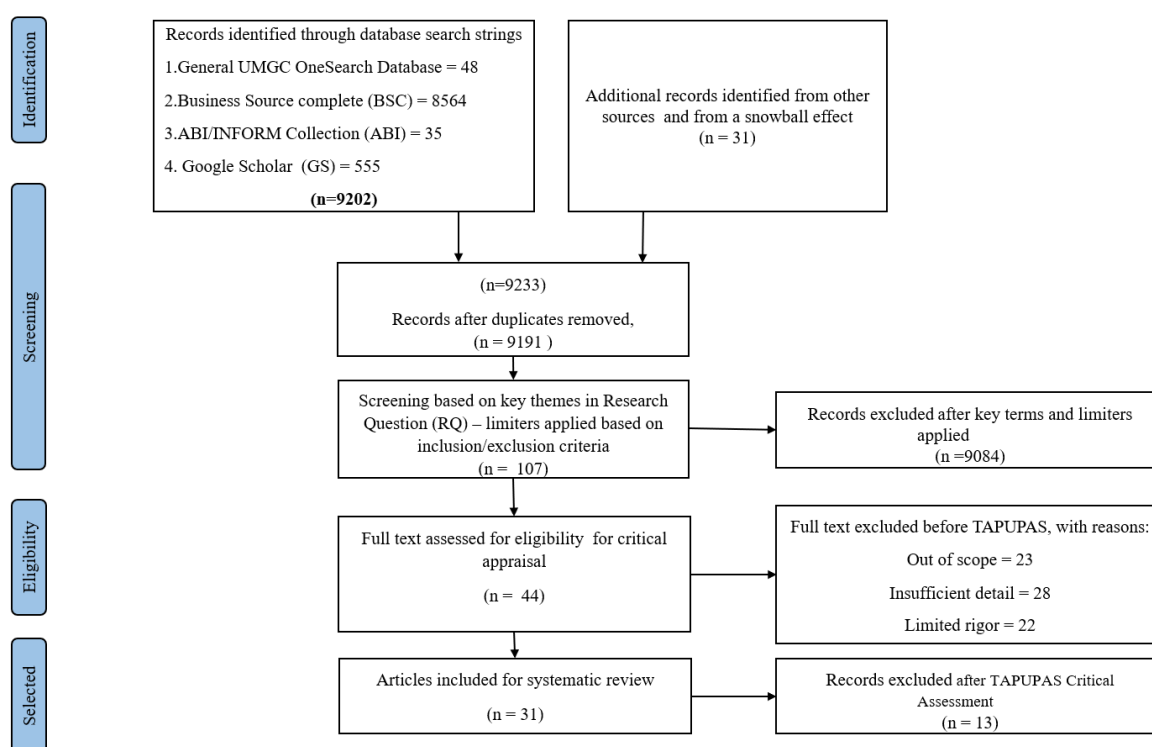 Identification
Records identified through database search strings
1.General UMGC OneSearch Database = 48
2.Business Source complete (BSC) = 8564
3.ABI/INFORM Collection (ABI) = 35
4. Google Scholar (GS) = 555
(n=9202)
Additional records identified from other
sources and from a snowball effect
(n = 31)
Screening
(n=9233)
Records after duplicates removed,
(n = 9191 )
Screening based on key themes in Research
Question (RQ) – limiters applied based on
inclusion/exclusion criteria
(n = 107)
Records excluded after key terms and limiters
applied
(n =9084)
Eligibility
Full text assessed for eligibility for critical
appraisal
(n = 44)
Full text excluded before TAPUPAS, with reasons:
Out of scope = 23
Insufficient detail = 28
Limited rigor = 22
Selected
Articles included for systematic review
(n = 31)
Records excluded after TAPUPAS Critical
Assessment
(n = 13)